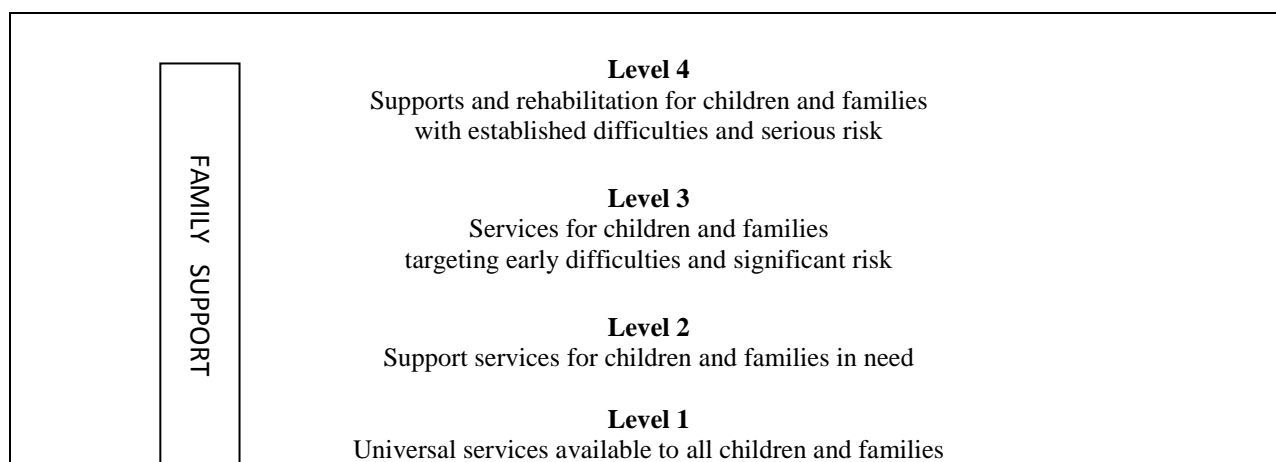 FAMILY SUPPORT
Level 4
Supports and rehabilitation for children and families
with established difficulties and serious risk
Level 3
Services for children and families
targeting early difficulties and significant risk
Level 2
Support services for children and families in need
Level 1
Universal services available to all children and families